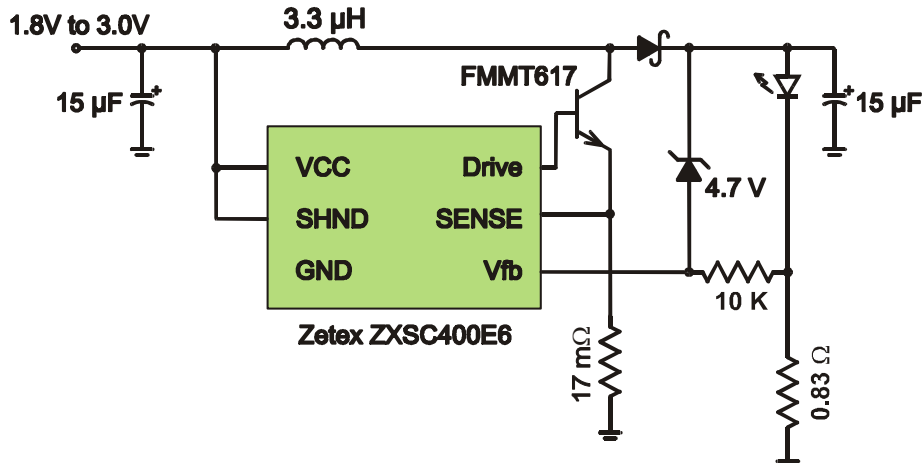 1.8V to 3.0V
3.3 µH
FMMT617
15 µF
15 µF
VCC
Drive
4.7 V
SHND
SENSE
GND
Vfb
10 K
Zetex ZXSC400E6
17 mΩ
0.83 Ω